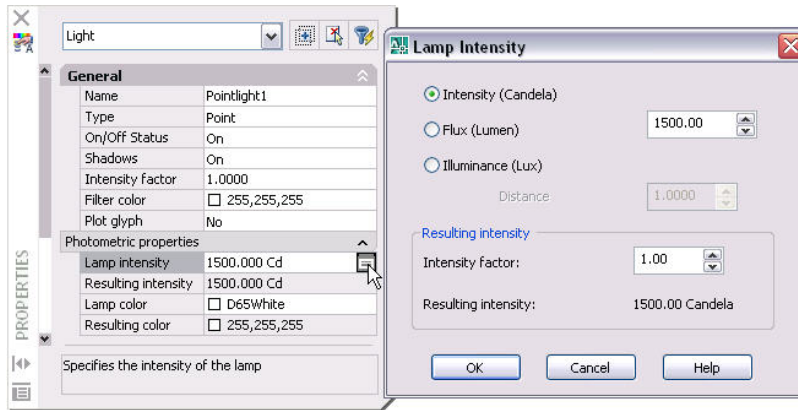 Light
General
Name Pointlight1
Type Point
On/Off Status On
Shadows On
Intensity factor 1.0000
Filter color 255,255,255
Plot glyph No
Photometric properties
Lamp intensity 1500.000 Cd
Resulting intensity 1500.000 Cd
Lamp color D65White
Resulting color 255,255,255
Specifies the intensity of the lamp
PROPERTIES
Lamp Intensity
Intensity (Candela)
Flux (Lumen) 1500.00
Illuminance (Lux)
Distance 1.0000
Resulting intensity
Intensity factor: 1.00
Resulting intensity: 1500.00 Candela
OK Cancel Help